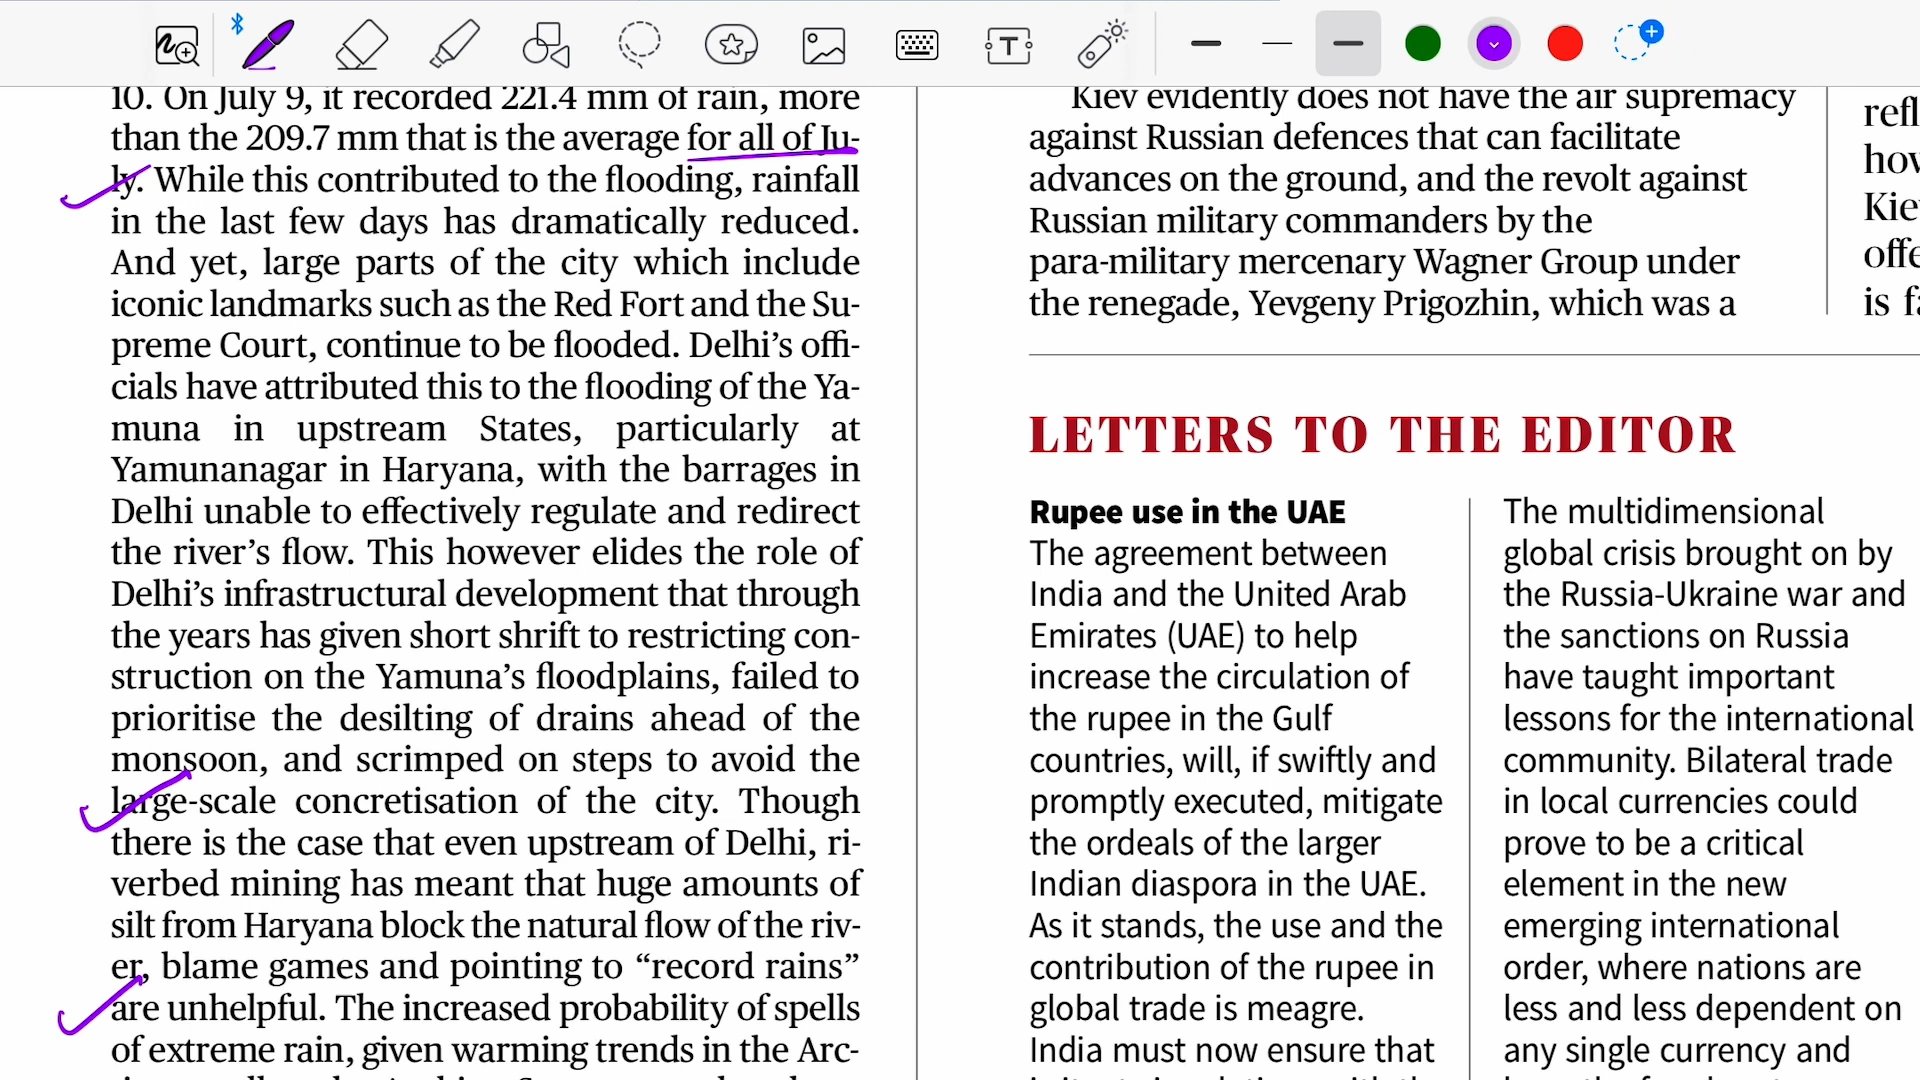 10. On July 9, it recorded 221.4 mm of rain, more
than the 209.7 mm that is the average for all of Ju-
ly. While this contributed to the flooding, rainfall
in the last few days has dramatically reduced.
And yet, large parts of the city which include
iconic landmarks such as the Red Fort and the Su-
preme Court, continue to be flooded. Delhi’s offi-
cials have attributed this to the flooding of the Ya-
muna in upstream States, particularly at
Yamunanagar in Haryana, with the barrages in
Delhi unable to effectively regulate and redirect
the river’s flow. This however elides the role of
Delhi’s infrastructural development that through
the years has given short shrift to restricting con-
struction on the Yamuna’s floodplains, failed to
prioritise the desilting of drains ahead of the
monsoon, and scrimped on steps to avoid the
large-scale concretisation of the city. Though
there is the case that even upstream of Delhi, ri-
verbed mining has meant that huge amounts of
silt from Haryana block the natural flow of the riv-
er, blame games and pointing to “record rains”
are unhelpful. The increased probability of spells
of extreme rain, given warming trends in the Arc-
Kiev evidently does not have the air supremacy
against Russian defences that can facilitate
advances on the ground, and the revolt against
Russian military commanders by the
para-military mercenary Wagner Group under
the renegade, Yevgeny Prigozhin, which was a
LETTERS TO THE EDITOR
Rupee use in the UAE
The agreement between
India and the United Arab
Emirates (UAE) to help
increase the circulation of
the rupee in the Gulf
countries, will, if swiftly and
promptly executed, mitigate
the ordeals of the larger
Indian diaspora in the UAE.
As it stands, the use and the
contribution of the rupee in
global trade is meagre.
India must now ensure that
The multidimensional
global crisis brought on by
the Russia-Ukraine war and
the sanctions on Russia
have taught important
lessons for the international
community. Bilateral trade
in local currencies could
prove to be a critical
element in the new
emerging international
order, where nations are
less and less dependent on
any single currency and
is